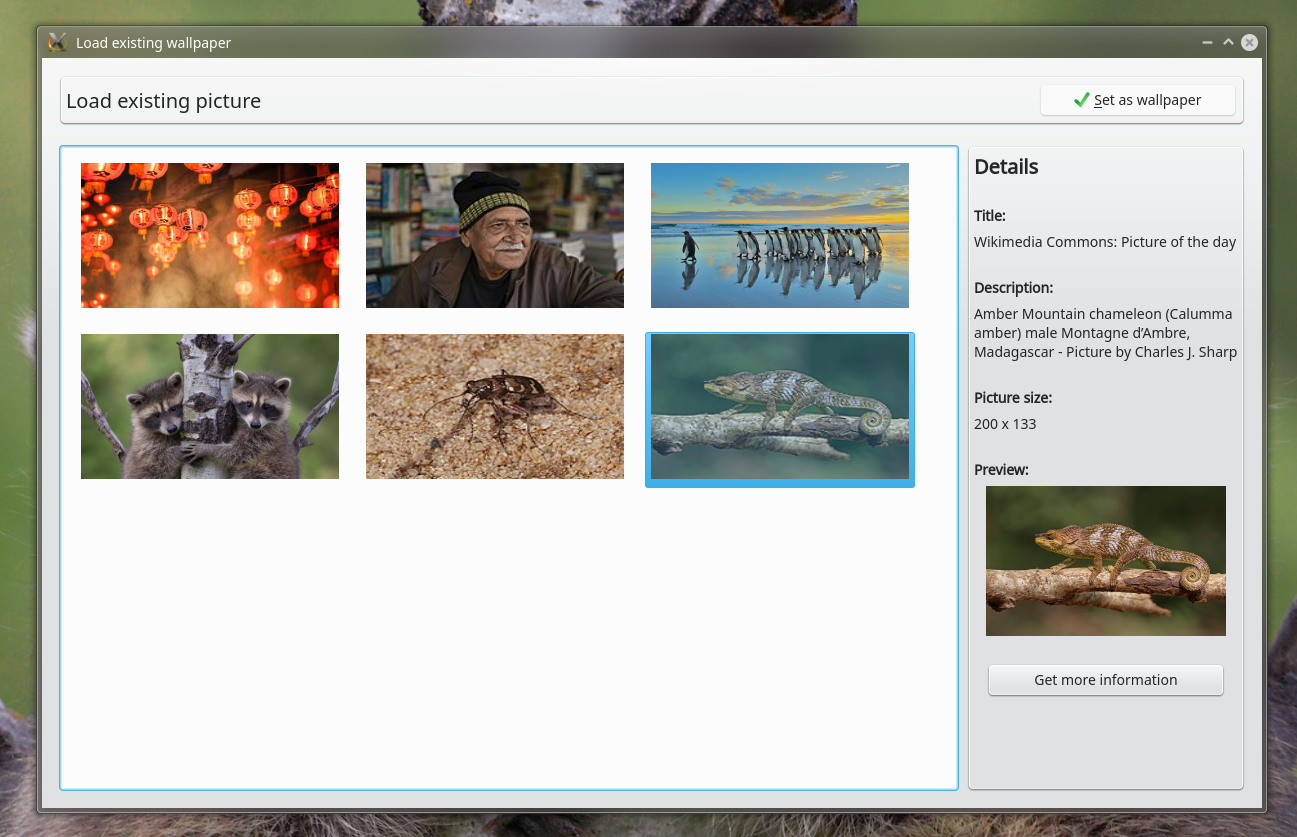 Load existing wallpaper
Load existing picture
Set as wallpaper
Details
Title:
Wikimedia Commons: Picture of the day
Description:
Amber Mountain chameleon (Calumma
amber) male Montagne d’Ambre,
Madagascar - Picture by Charles J. Sharp
Picture size:
200 x 133
Preview:
Get more information